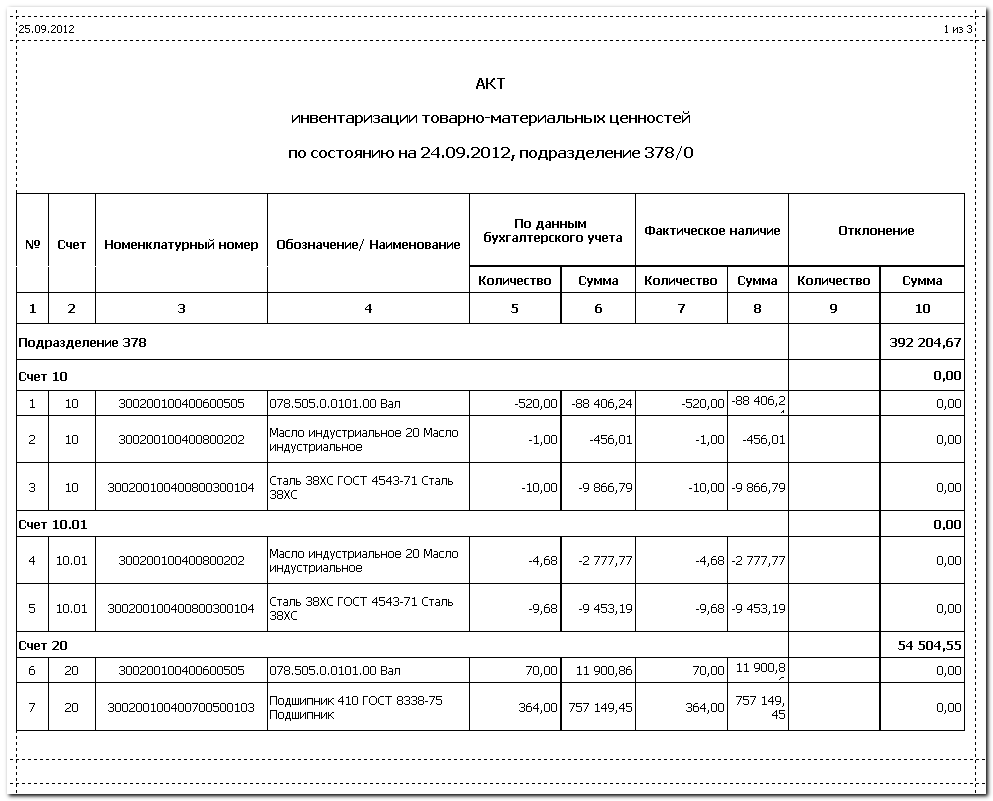 25.09.2012 1 из 3
АКТ
инвентаризации товарно-материальных ценностей
по состоянию на 24.09.2012, подразделение 378/0
№ Счет Номенклатурный номер Обозначение/ Наименование По данным бухгалтерского учета Фактическое наличие Отклонение
Количество Сумма Количество Сумма Количество Сумма
1 2 3 4 5 6 7 8 9 10
Подразделение 378 392 204,67
Счет 10 0,00
1 10 300200100400600505 078.505.0.0101.00 Вал -520,00 -88 406,24 -520,00 -88 406,2 0,00
2 10 300200100400800202 Масло индустриальное 20 Масло индустриальное -1,00 -456,01 -1,00 -456,01 0,00
3 10 300200100400800300104 Сталь 38ХС ГОСТ 4543-71 Сталь 38ХС -10,00 -9 866,79 -10,00 -9 866,79 0,00
Счет 10.01 0,00
4 10.01 300200100400800202 Масло индустриальное 20 Масло индустриальное -4,68 -2 777,77 -4,68 -2 777,77 0,00
5 10.01 300200100400800300104 Сталь 38ХС ГОСТ 4543-71 Сталь 38ХС -9,68 -9 453,19 -9,68 -9 453,19 0,00
Счет 20 54 504,55
6 20 300200100400600505 078.505.0.0101.00 Вал 70,00 11 900,86 70,00 11 900,8 0,00
7 20 300200100400700500103 Подшипник 410 ГОСТ 8338-75 Подшипник 364,00 757 149,45 364,00 757 149,45 0,00